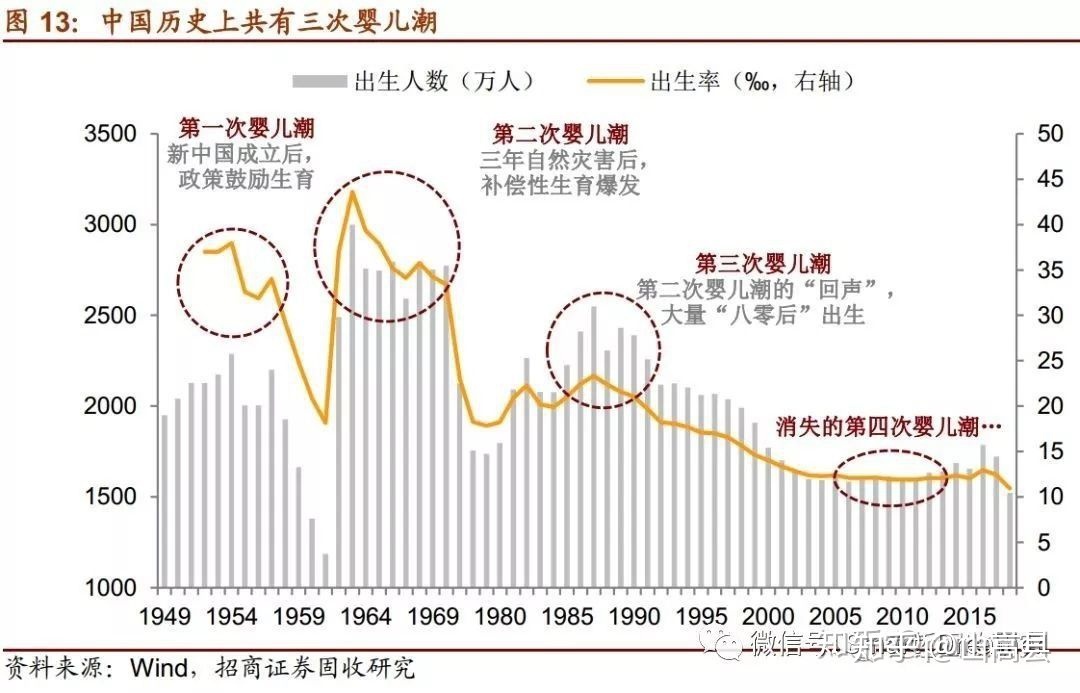 图 13：中国历史上共有三次婴儿潮
出生人数（万人）
出生率（‰，右轴）
第一次婴儿潮
新中国成立后，
政策鼓励生育
第二次婴儿潮
三年自然灾害后，
补偿性生育爆发
第三次婴儿潮
第二次婴儿潮的“回声”，
大量“八零后”出生
消失的第四次婴儿潮…
3500
3000
2500
2000
1500
1000
50
45
40
35
30
25
20
15
10
5
0
1949 1954 1959 1964 1969 1980 1985 1990 1995 2000 2005 2010 2015
资料来源：Wind，招商证券固收研究
微信号
知乎